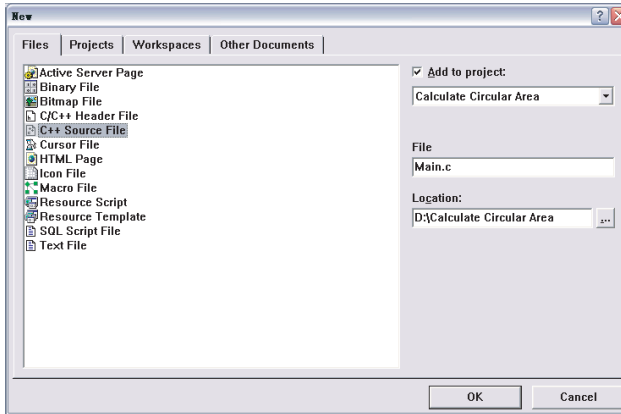 New
Files Projects Workspaces Other Documents
Active Server Page
Binary File
Bitmap File
C/C++ Header File
C++ Source File
Cursor File
HTML Page
Icon File
Macro File
Resource Script
Resource Template
SQL Script File
Text File
Add to project:
Calculate Circular Area
File
Main.c
Location:
D:\Calculate Circular Area
...
OK Cancel